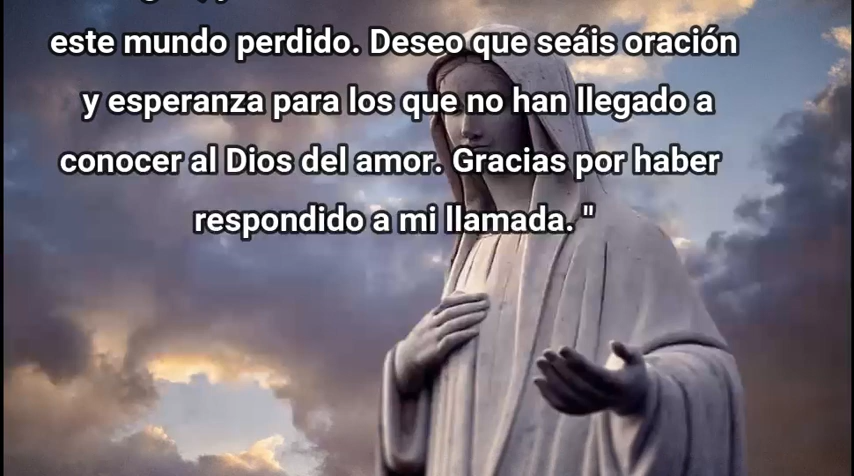 este mundo perdido. Deseo que seáis oración
y esperanza para los que no han llegado a
conocer al Dios del amor. Gracias por haber
respondido a mi llamada. "